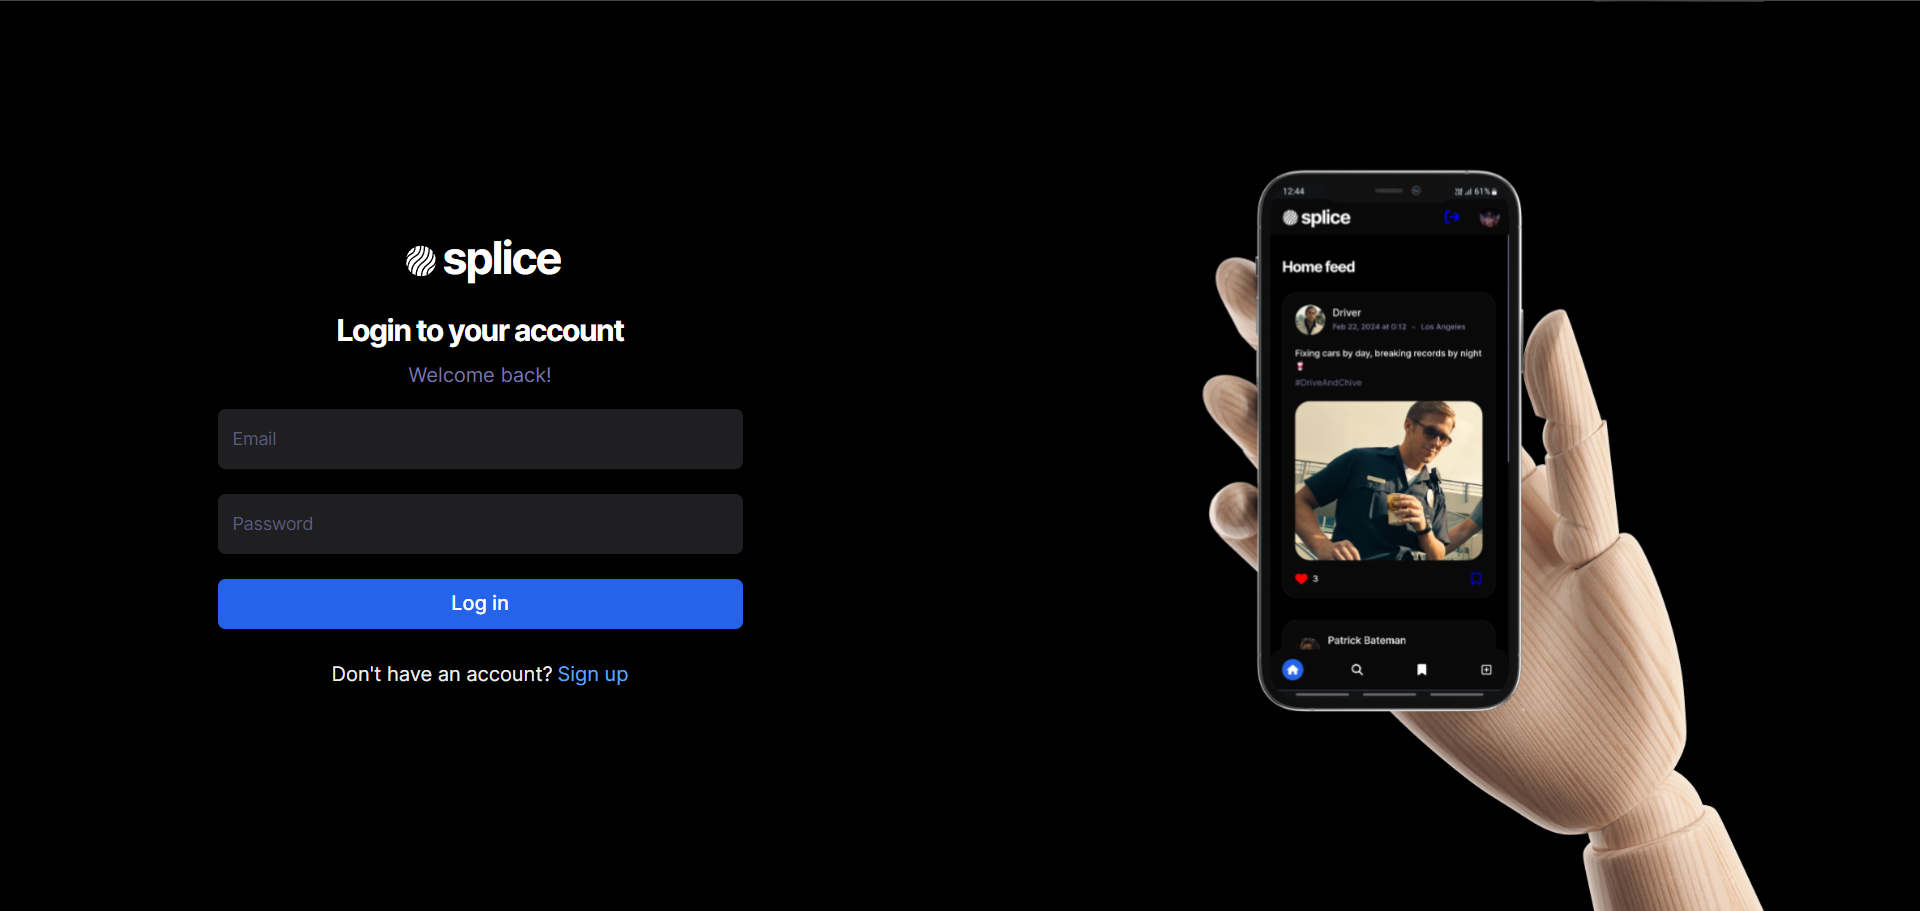 splice
Login to your account
Welcome back!
Email
Password
Log in
Don't have an account? Sign up
12:44
61%
splice
Home feed
Driver
Feb 22, 2024 at 0:12 • Los Angeles
Fixing cars by day, breaking records by night
#DriveAndChive
3
Patrick Bateman